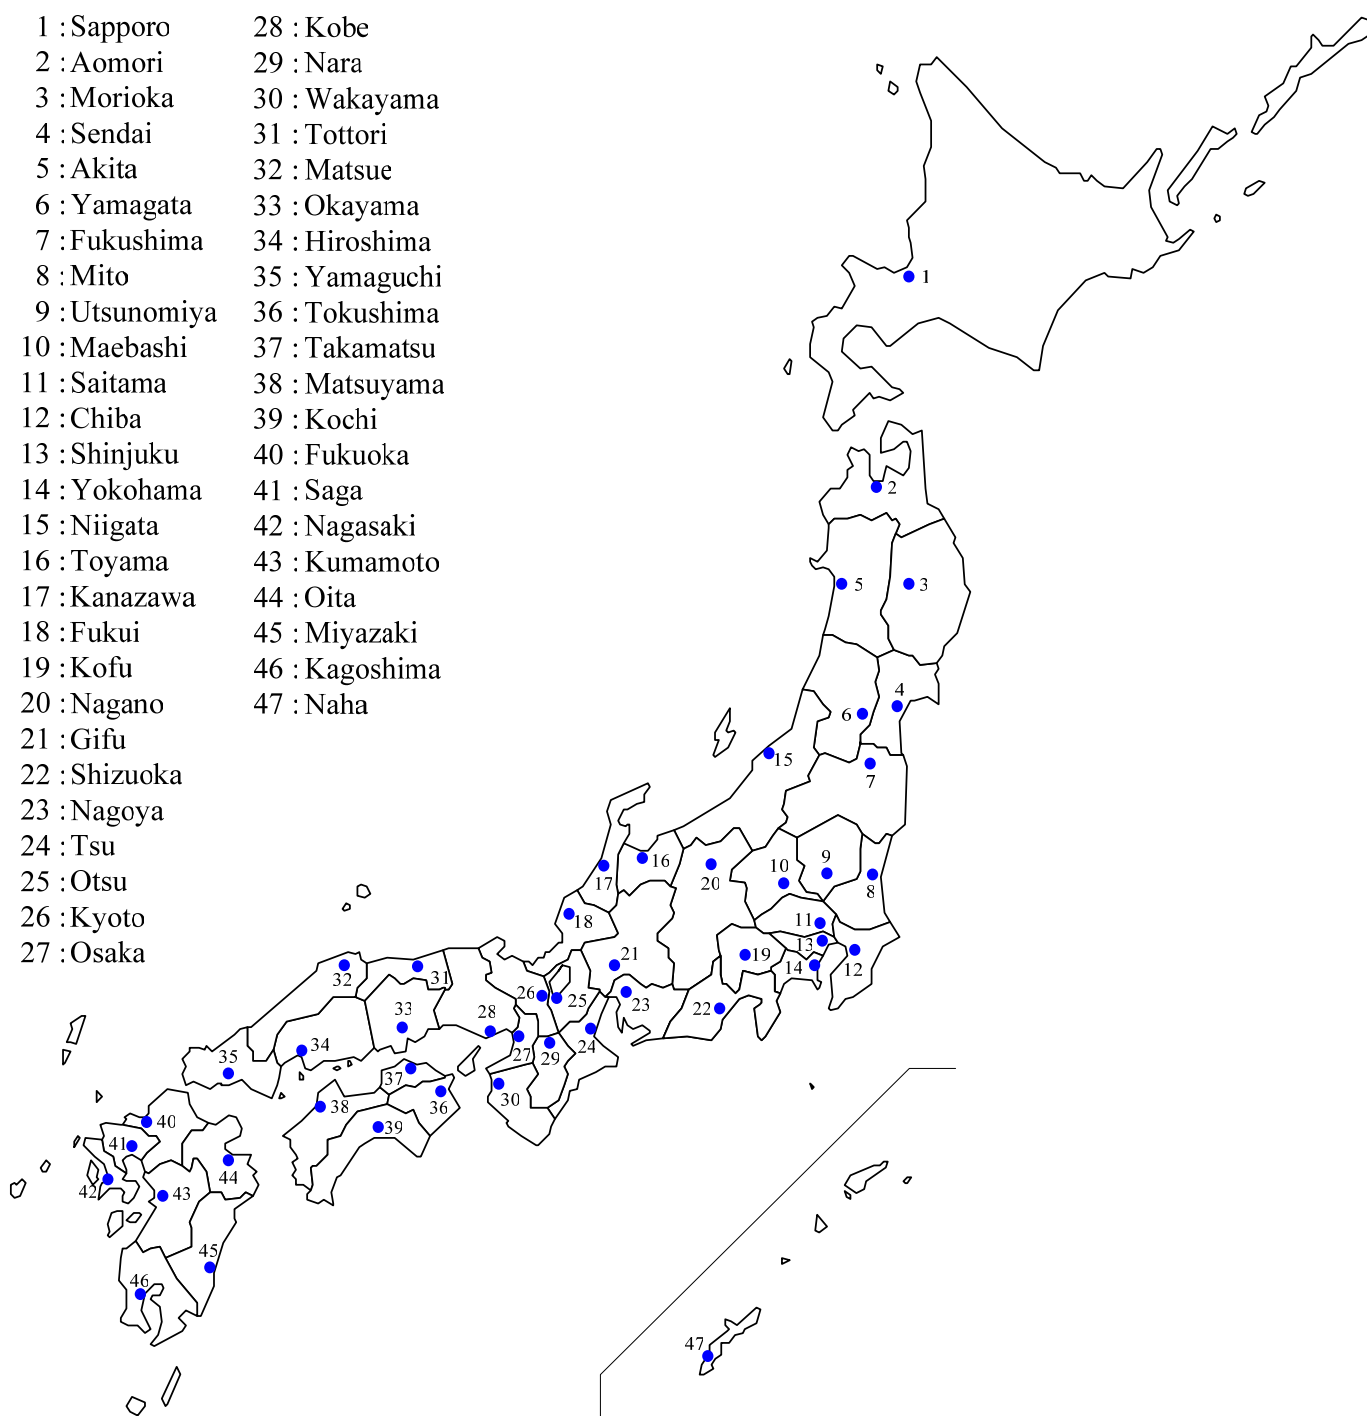 1 : Sapporo
2 : Aomori
3 : Morioka
4 : Sendai
5 : Akita
6 : Yamagata
7 : Fukushima
8 : Mito
9 : Utsunomiya
10 : Maebashi
11 : Saitama
12 : Chiba
13 : Shinjuku
14 : Yokohama
15 : Niigata
16 : Toyama
17 : Kanazawa
18 : Fukui
19 : Kofu
20 : Nagano
21 : Gifu
22 : Shizuoka
23 : Nagoya
24 : Tsu
25 : Otsu
26 : Kyoto
27 : Osaka
28 : Kobe
29 : Nara
30 : Wakayama
31 : Tottori
32 : Matsue
33 : Okayama
34 : Hiroshima
35 : Yamaguchi
36 : Tokushima
37 : Takamatsu
38 : Matsuyama
39 : Kochi
40 : Fukuoka
41 : Saga
42 : Nagasaki
43 : Kumamoto
44 : Oita
45 : Miyazaki
46 : Kagoshima
47 : Naha
1
2
5
3
4
6
15
7
16
17
20
10
9
8
18
11
13
12
14
19
21
32
31
26
25
23
22
33
28
27
29
24
34
35
37
36
30
38
39
40
41
42
43
44
45
46
47